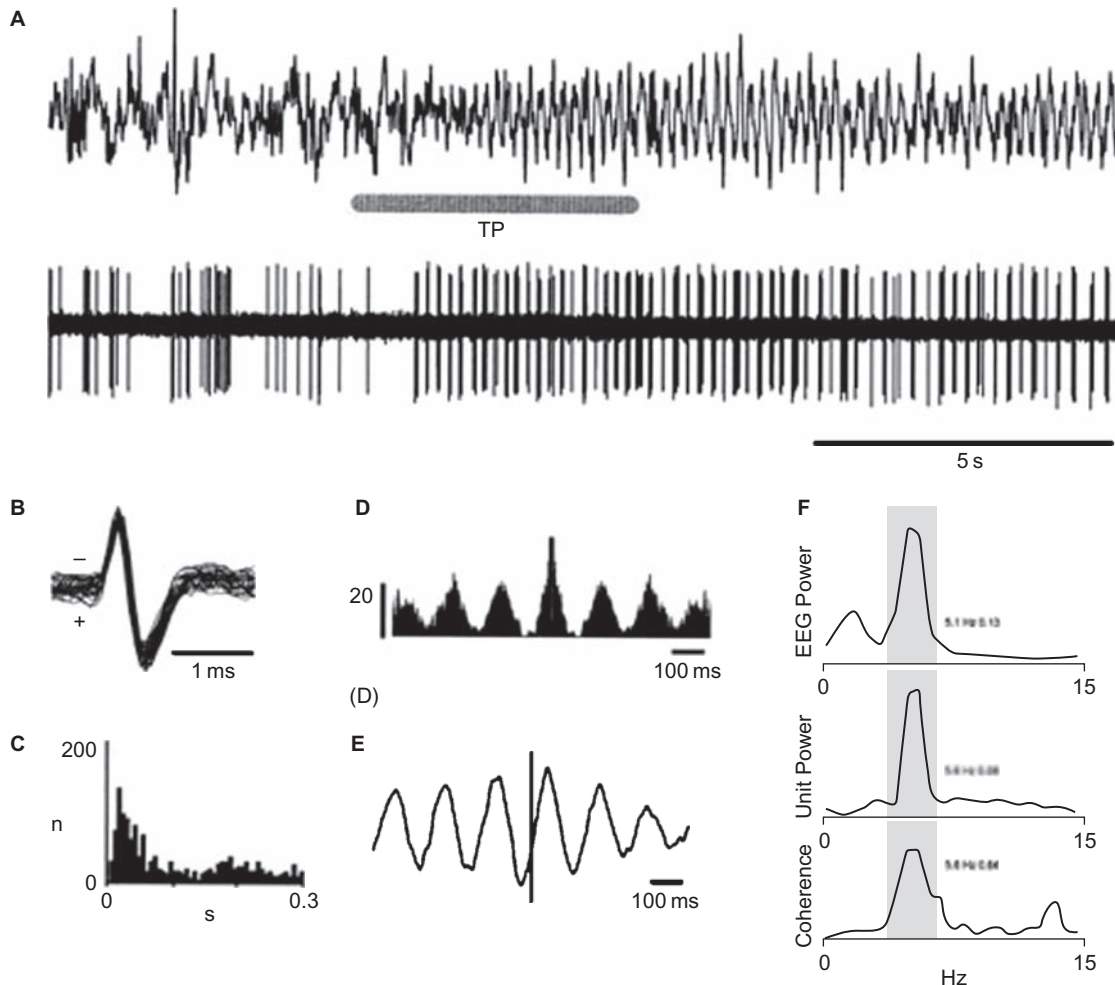 A
TP
5 s
B
–
+
1 ms
C
200
n
0
0
0.3
s
D
20
100 ms
(D)
E
100 ms
F
EEG Power
5.1 Hz 0.13
0
15
Unit Power
0
15
Coherence
0
15
Hz